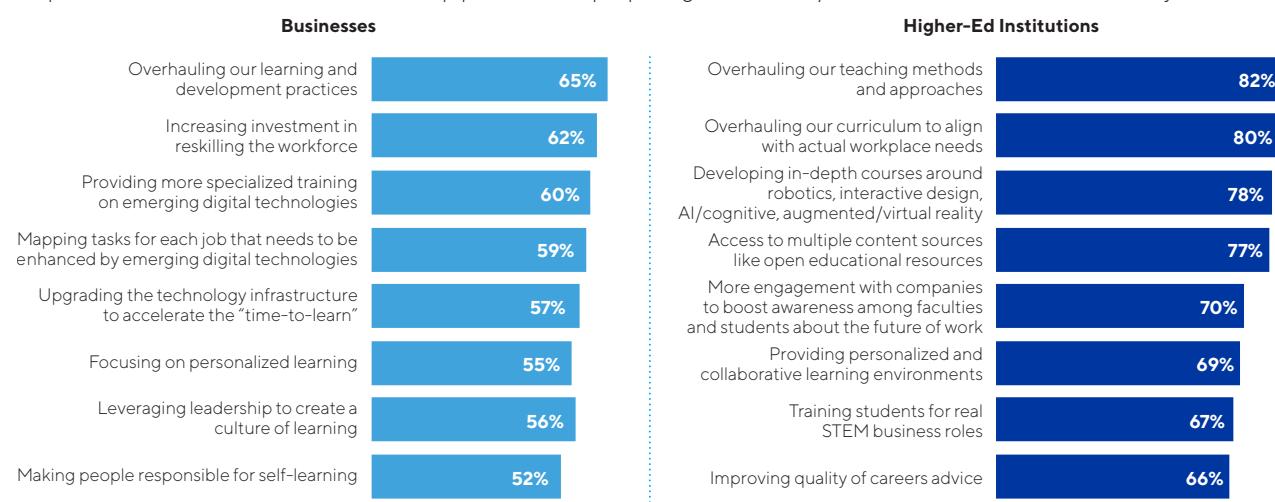 Businesses
Overhauling our learning and
development practices
65%
Increasing investment in
reskilling the workforce
62%
Providing more specialized training
on emerging digital technologies
60%
Mapping tasks for each job that needs to be
enhanced by emerging digital technologies
59%
Upgrading the technology infrastructure
to accelerate the “time-to-learn”
57%
Focusing on personalized learning
55%
Leveraging leadership to create a
culture of learning
56%
Making people responsible for self-learning
52%
Higher-Ed Institutions
Overhauling our teaching methods
and approaches
82%
Overhauling our curriculum to align
with actual workplace needs
80%
Developing in-depth courses around
robotics, interactive design,
AI/cognitive, augmented/virtual reality
78%
Access to multiple content sources
like open educational resources
77%
More engagement with companies
to boost awareness among faculties
and students about the future of work
70%
Providing personalized and
collaborative learning environments
69%
Training students for real
STEM business roles
67%
Improving quality of careers advice
66%